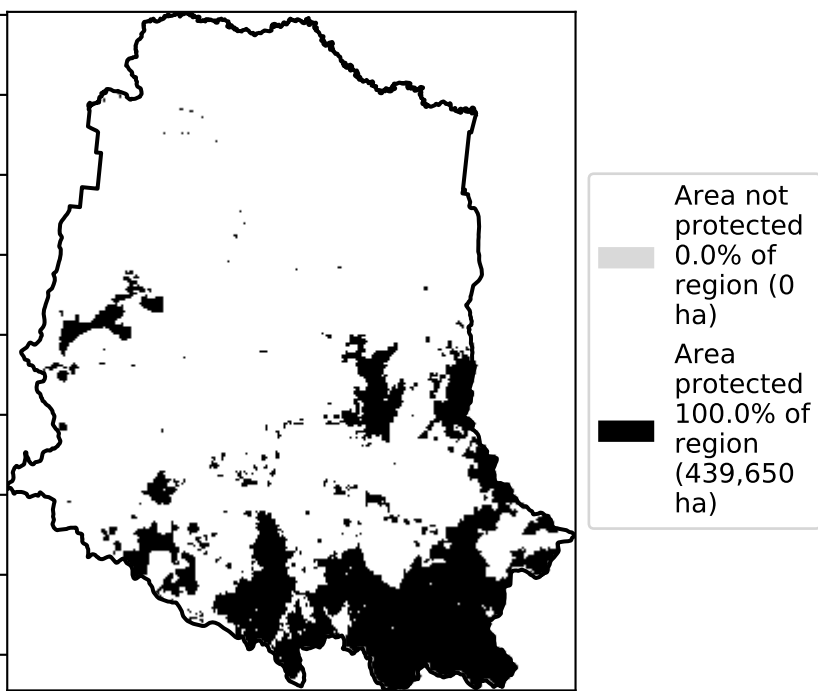 Area not
protected
0.0% of
region (0
ha)
Area
protected
100.0% of
region
(439,650
ha)